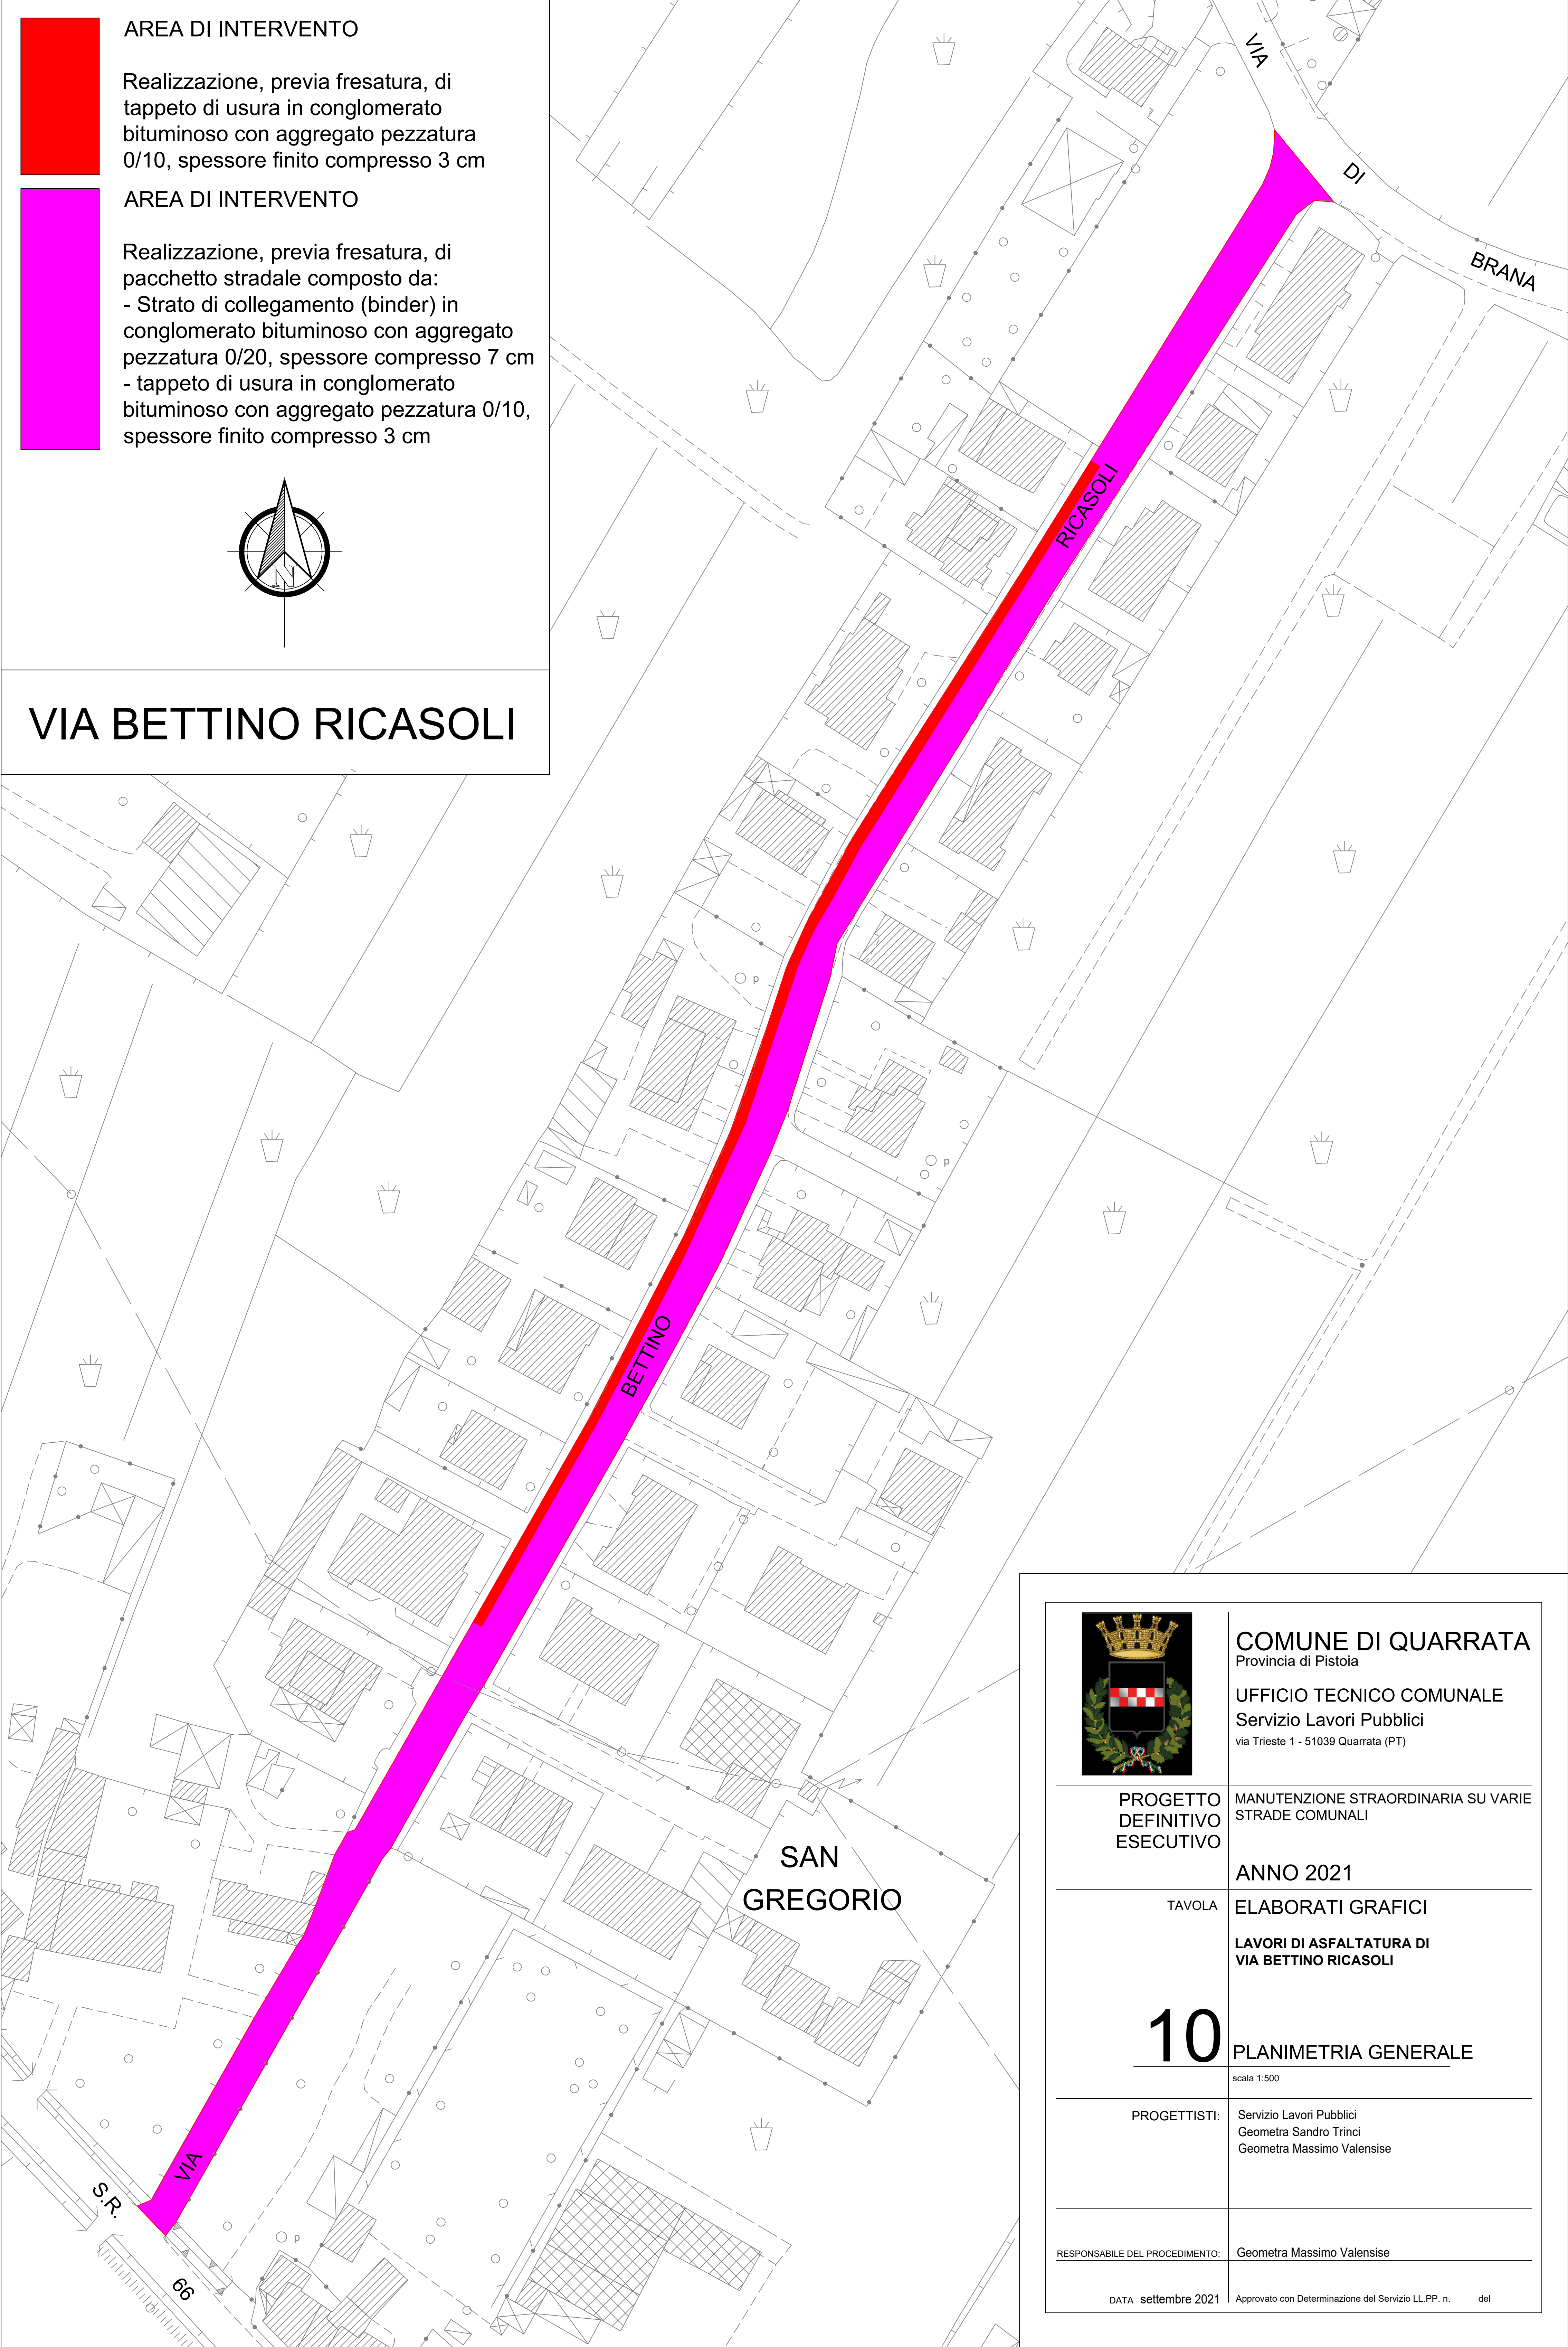 AREA DI INTERVENTO
Realizzazione, previa fresatura, di
tappeto di usura in conglomerato
bituminoso con aggregato pezzatura
0/10, spessore finito compresso 3 cm
AREA DI INTERVENTO
Realizzazione, previa fresatura, di
pacchetto stradale composto da:
- Strato di collegamento (binder) in
conglomerato bituminoso con aggregato
pezzatura 0/20, spessore compresso 7 cm
- tappeto di usura in conglomerato
bituminoso con aggregato pezzatura 0/10,
spessore finito compresso 3 cm
N
VIA BETTINO RICASOLI
VIA
DI
BRANA
RICASOLI
p
p
BETTINO
SAN
GREGORIO
VIA
S.R.
66
p
COMUNE DI QUARRATA
Provincia di Pistoia
UFFICIO TECNICO COMUNALE
Servizio Lavori Pubblici
via Trieste 1 - 51039 Quarrata (PT)
PROGETTO
DEFINITIVO
ESECUTIVO
MANUTENZIONE STRAORDINARIA SU VARIE
STRADE COMUNALI
ANNO 2021
TAVOLA
ELABORATI GRAFICI
LAVORI DI ASFALTATURA DI
VIA BETTINO RICASOLI
10
PLANIMETRIA GENERALE
scala 1:500
PROGETTISTI:
Servizio Lavori Pubblici
Geometra Sandro Trinci
Geometra Massimo Valensise
RESPONSABILE DEL PROCEDIMENTO:
Geometra Massimo Valensise
DATA settembre 2021
Approvato con Determinazione del Servizio LL.PP. n. del